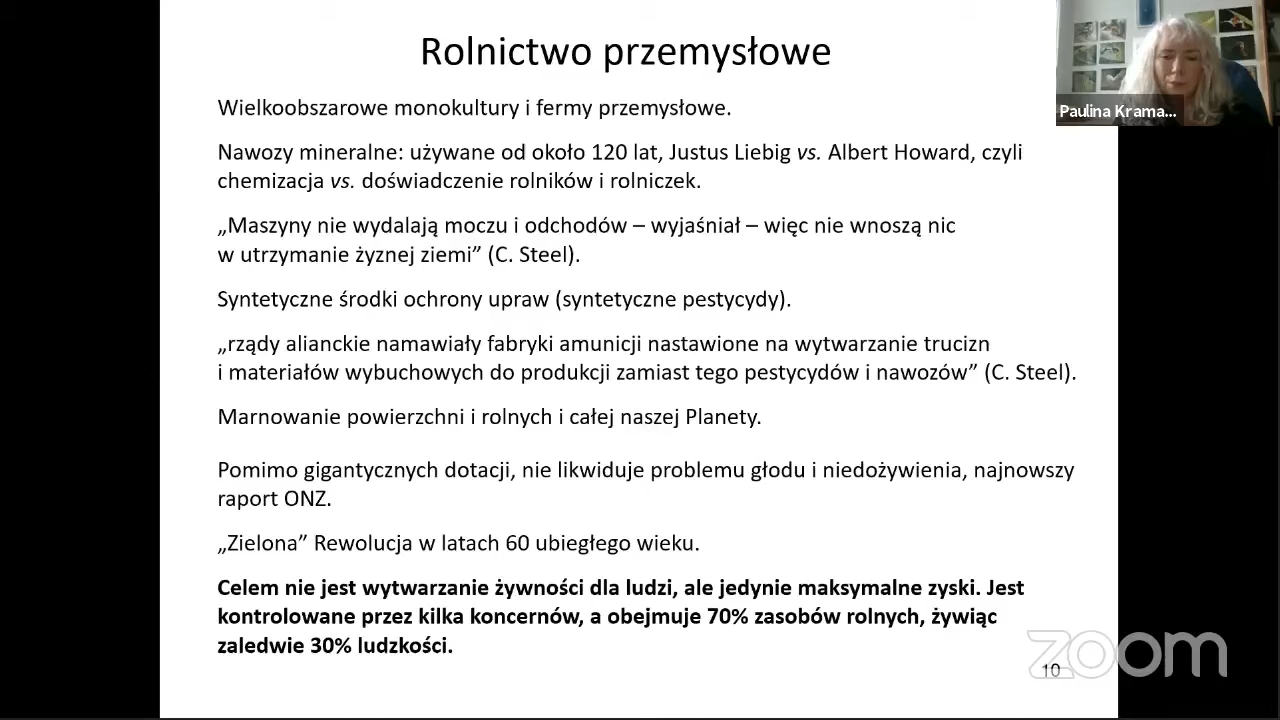 Rolnictwo przemysłowe
Paulina Krama...
Wielkoobszarowe monokultury i fermy przemysłowe.
Nawozy mineralne: używane od około 120 lat, Justus Liebig vs. Albert Howard, czyli
chemizacja vs. doświadczenie rolników i rolniczek.
„Maszyny nie wydalają moczu i odchodów – wyjaśniał – więc nie wnoszą nic
w utrzymanie żyznej ziemi” (C. Steel).
Syntetyczne środki ochrony upraw (syntetyczne pestycydy).
„rządy alianckie namawiały fabryki amunicji nastawione na wytwarzanie trucizn
i materiałów wybuchowych do produkcji zamiast tego pestycydów i nawozów” (C. Steel).
Marnowanie powierzchni i rolnych i całej naszej Planety.
Pomimo gigantycznych dotacji, nie likwiduje problemu głodu i niedożywienia, najnowszy
raport ONZ.
„Zielona” Rewolucja w latach 60 ubiegłego wieku.
Celem nie jest wytwarzanie żywności dla ludzi, ale jedynie maksymalne zyski. Jest
kontrolowane przez kilka koncernów, a obejmuje 70% zasobów rolnych, żywiąc
zaledwie 30% ludzkości.
zoom
10